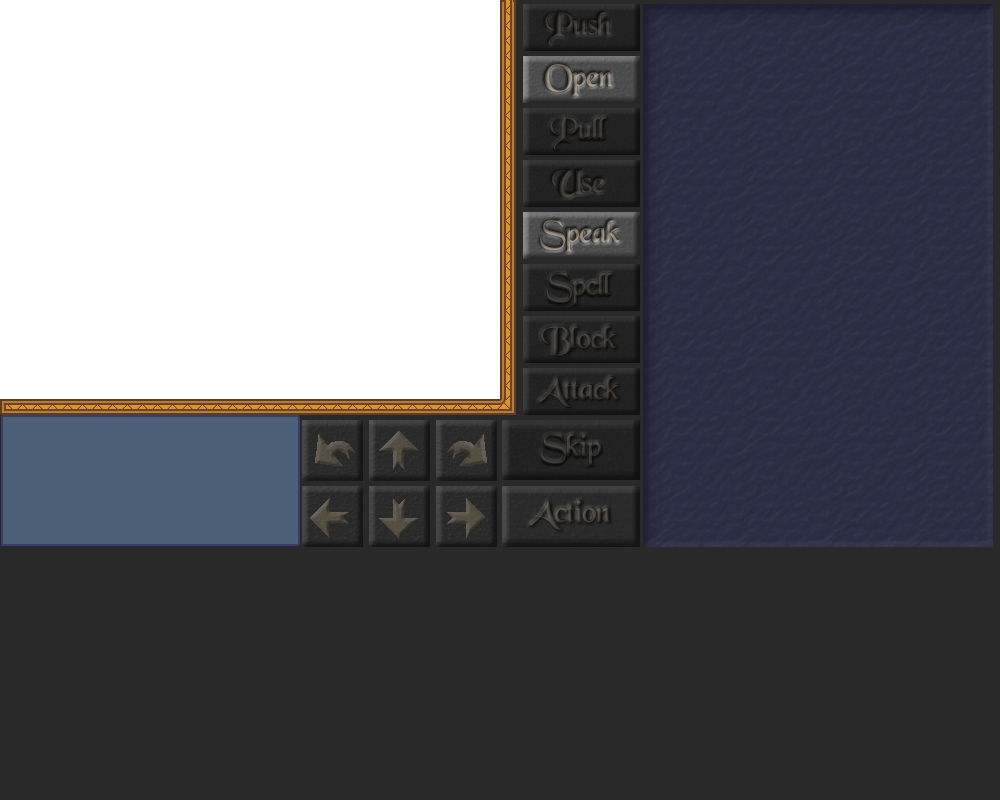 Push
Open
Pull
Use
Speak
Spell
Block
Attack
Skip
Action